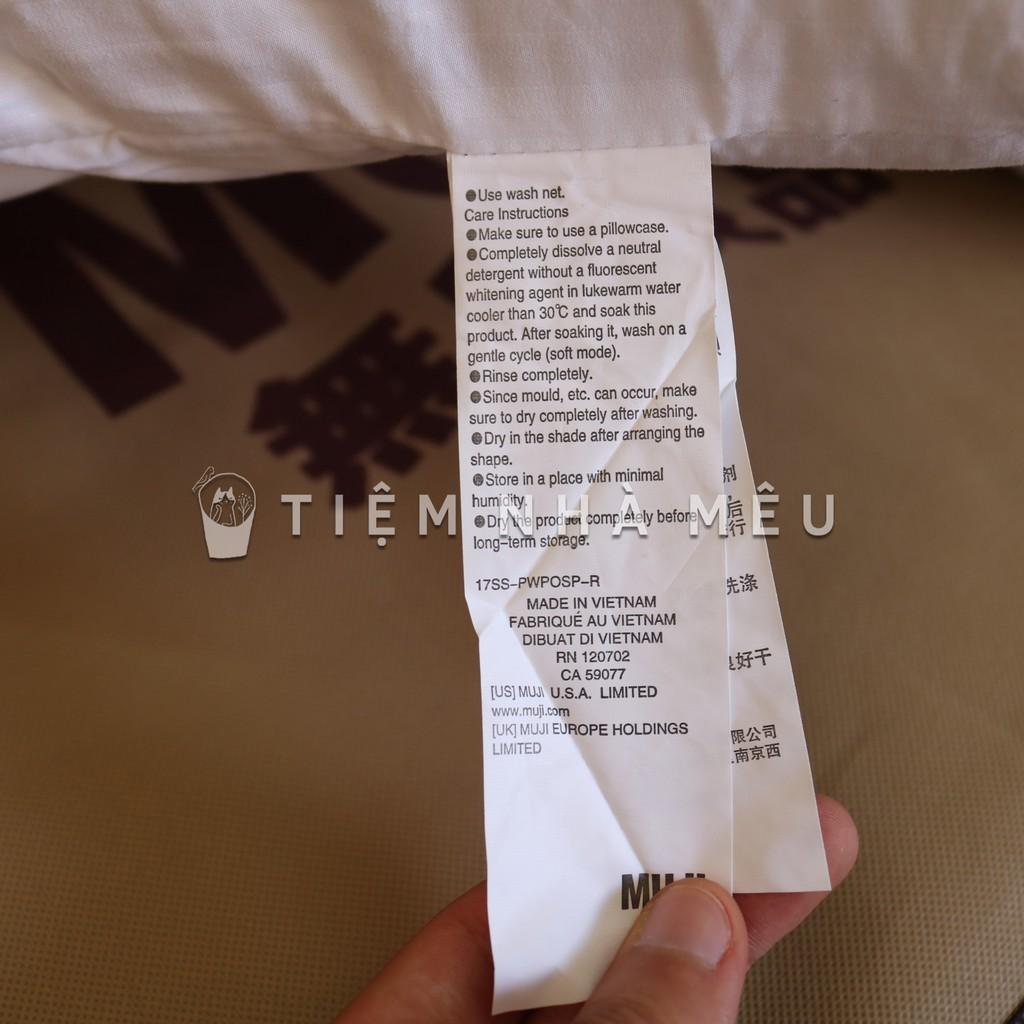 ●Use wash net.
Care Instructions
●Make sure to use a pillowcase.
●Completely dissolve a neutral
detergent without a fluorescent
whitening agent in lukewarm water
cooler than 30℃ and soak this
product. After soaking it, wash on a
gentle cycle (soft mode).
●Rinse completely.
●Since mould, etc. can occur, make
sure to dry completely after washing.
●Dry in the shade after arranging the
shape.
●Store in a place with minimal
humidity.
●Dry the product completely before
long-term storage.
TIỆM NHÀ MÊU
17SS-PWPOSP-R
MADE IN VIETNAM
FABRIQUÉ AU VIETNAM
DIBUAT DI VIETNAM
RN 120702
CA 59077
[US] MUJI U.S.A. LIMITED
www.muji.com
[UK] MUJI EUROPE HOLDINGS
LIMITED
MUJI
剂
后
行
先涤
好干
限公司
南京西